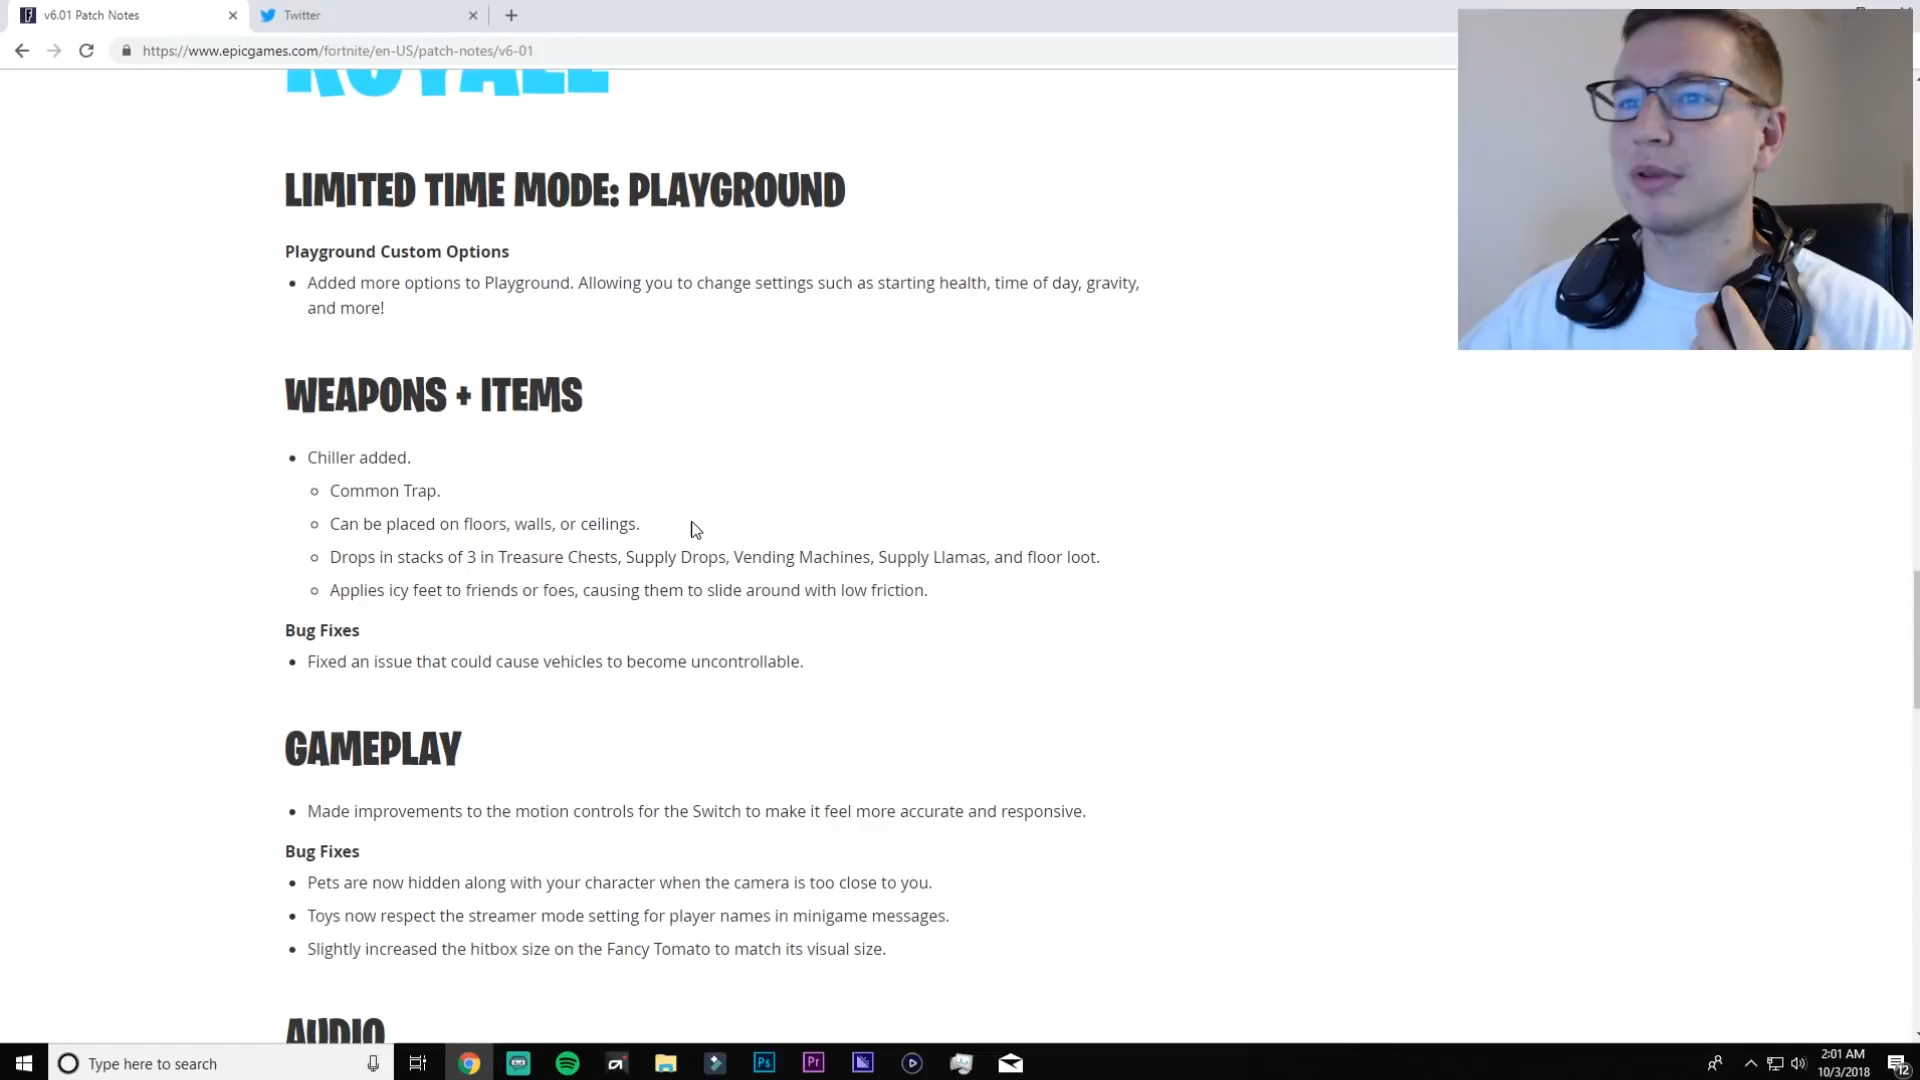 v6.01 Patch Notes
Twitter
https://www.epicgames.com/fortnite/en-US/patch-notes/v6-01
ROYALE
LIMITED TIME MODE: PLAYGROUND
Playground Custom Options
Added more options to Playground. Allowing you to change settings such as starting health, time of day, gravity,
and more!
WEAPONS + ITEMS
Chiller added.
Common Trap.
Can be placed on floors, walls, or ceilings.
Drops in stacks of 3 in Treasure Chests, Supply Drops, Vending Machines, Supply Llamas, and floor loot.
Applies icy feet to friends or foes, causing them to slide around with low friction.
Bug Fixes
Fixed an issue that could cause vehicles to become uncontrollable.
GAMEPLAY
Made improvements to the motion controls for the Switch to make it feel more accurate and responsive.
Bug Fixes
Pets are now hidden along with your character when the camera is too close to you.
Toys now respect the streamer mode setting for player names in minigame messages.
Slightly increased the hitbox size on the Fancy Tomato to match its visual size.
AUDIO
Type here to search
Ps
Pr
2:01 AM
10/3/2018
12